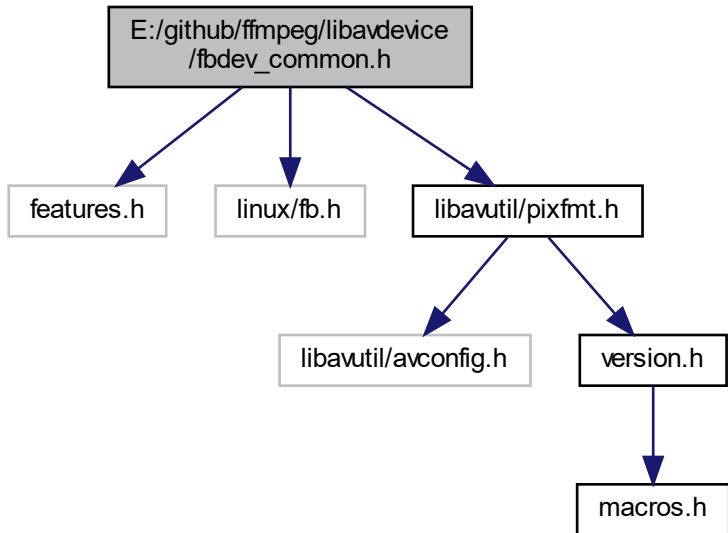 E:/github/ffmpeg/libavdevice
/fbdev_common.h
features.h
linux/fb.h
libavutil/pixfmt.h
libavutil/avconfig.h
version.h
macros.h